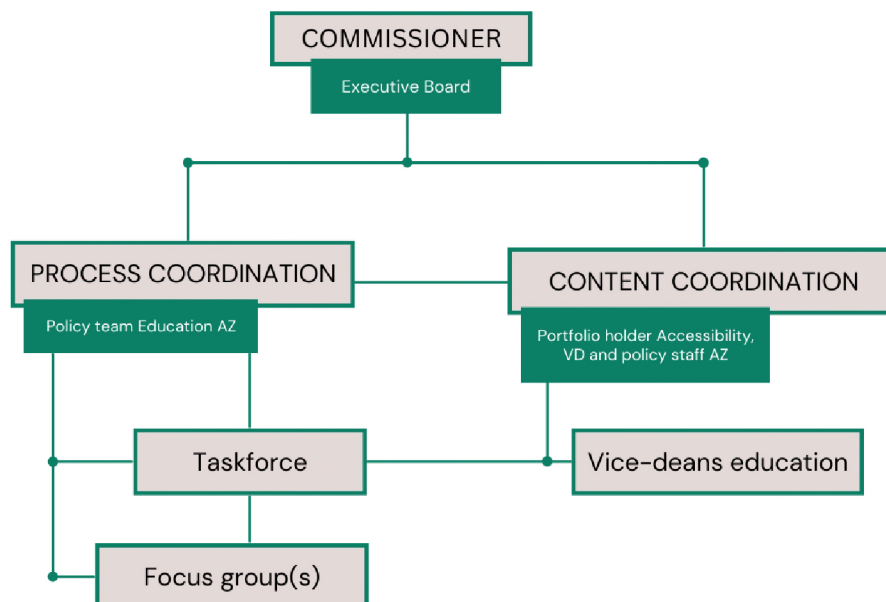 COMMISSIONER
Executive Board
PROCESS COORDINATION
Policy team Education AZ
CONTENT COORDINATION
Portfolio holder Accessibility,
VD and policy staff AZ
Taskforce
Vice-deans education
Focus group(s)